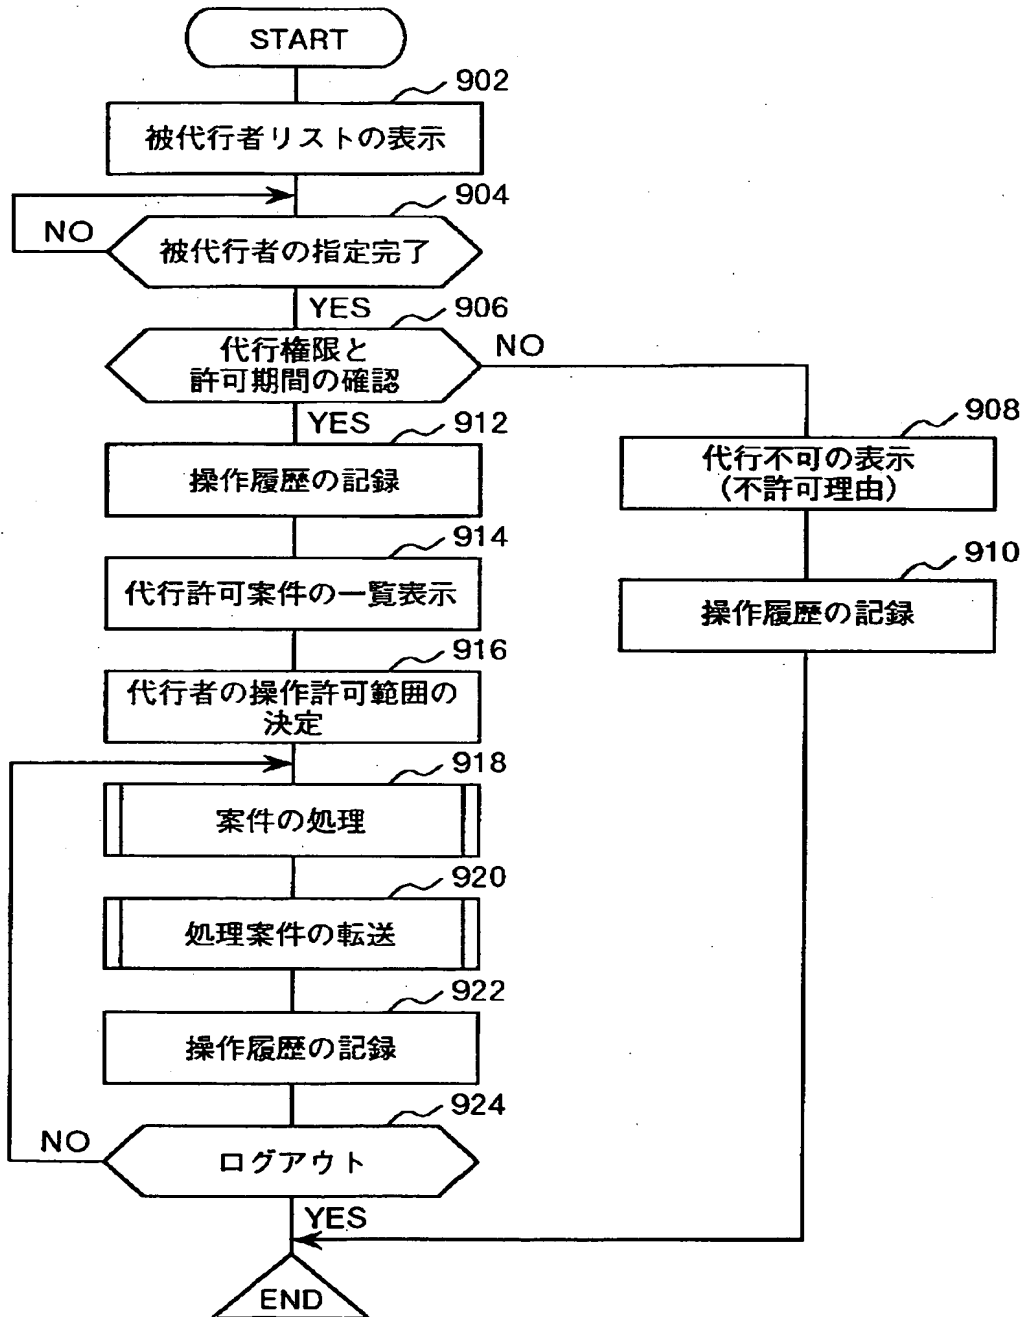 START
902
被代行者リストの表示
904
NO
被代行者の指定完了
YES
906
代行権限と
許可期間の確認
NO
YES
908
代行不可の表示
(不許可理由)
910
操作履歴の記録
912
操作履歴の記録
914
代行許可案件の一覧表示
916
代行者の操作許可範囲の
決定
918
案件の処理
920
処理案件の転送
922
操作履歴の記録
924
NO
ログアウト
YES
END